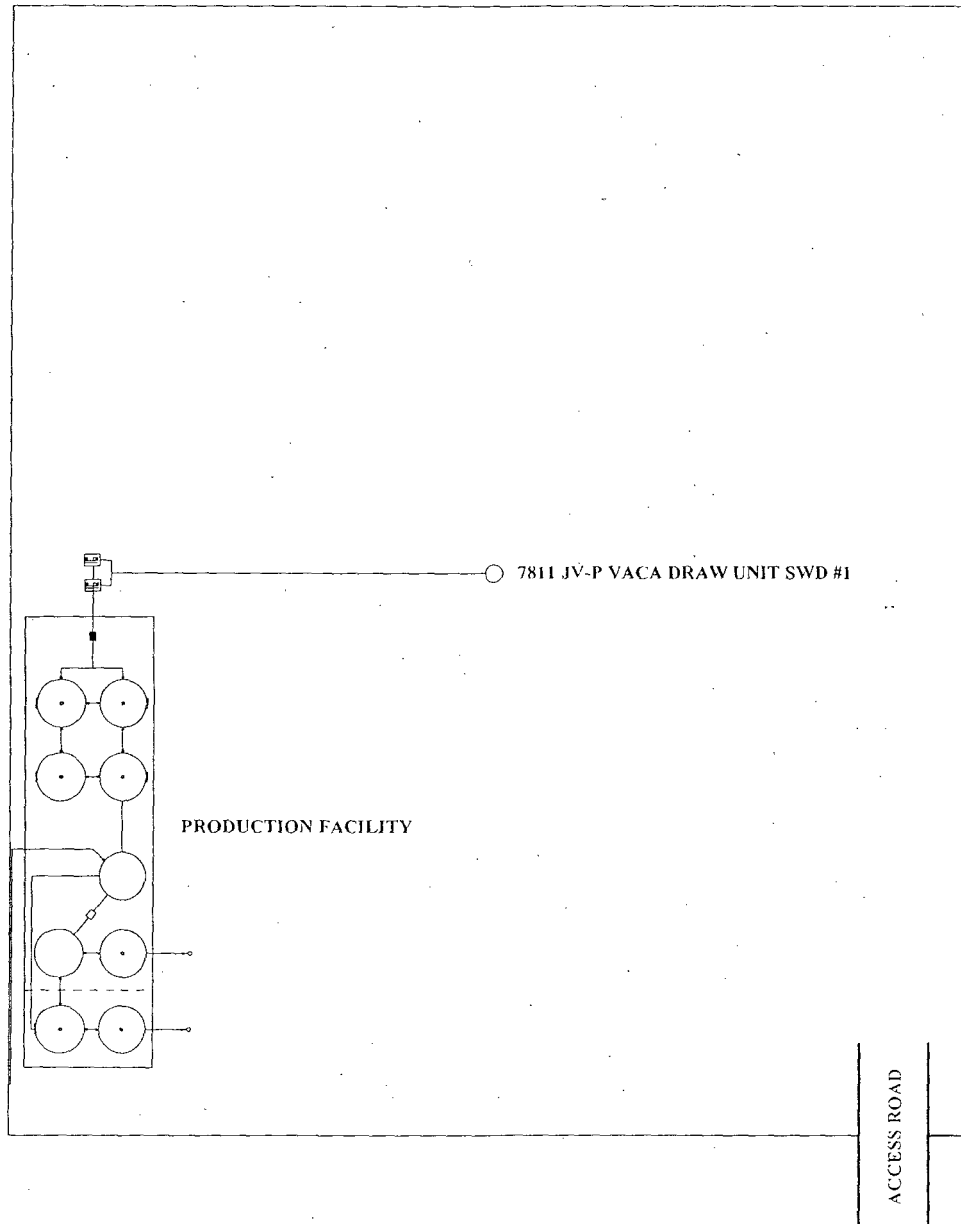 7811 JV-P VACA DRAW UNIT SWD #1
PRODUCTION FACILITY
ACCESS ROAD